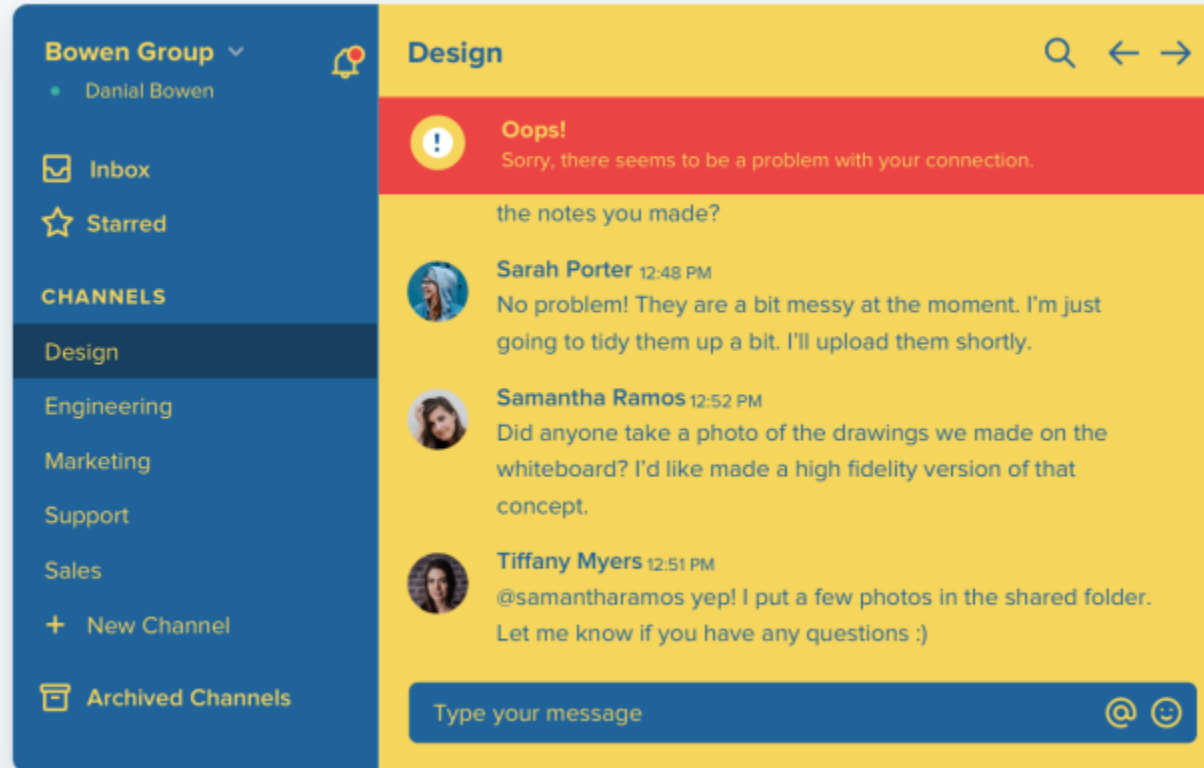 Bowen Group
Danial Bowen
Inbox
Starred
CHANNELS
Design
Engineering
Marketing
Support
Sales
+ New Channel
Archived Channels
Design
!
Oops!
Sorry, there seems to be a problem with your connection.
the notes you made?
Sarah Porter 12:48 PM
No problem! They are a bit messy at the moment. I’m just
going to tidy them up a bit. I’ll upload them shortly.
Samantha Ramos 12:52 PM
Did anyone take a photo of the drawings we made on the
whiteboard? I’d like made a high fidelity version of that
concept.
Tiffany Myers 12:51 PM
@samantharamos yep! I put a few photos in the shared folder.
Let me know if you have any questions :)
Type your message @